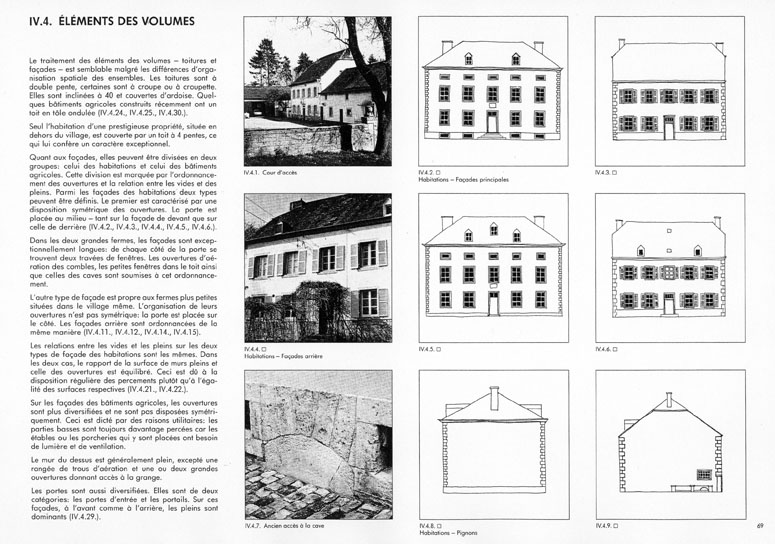 IV.4. ÉLÉMENTS DES VOLUMES
Le traitement des éléments des volumes – toitures et
façades – est semblable malgré les différences d'orga-
nisation spatiale des ensembles. Les toitures sont à
double pente, certaines sont à croupe ou à croupette.
Elles sont inclinées à 40 et couvertes d'ardoise. Quel-
ques bâtiments agricoles construits récemment ont un
toit en tôle ondulée (IV.4.24., IV.4.25., IV.4.30.).
Seul l'habitation d'une prestigieuse propriété, située en
dehors du village, est couverte par un toit à 4 pentes, ce
qui lui confère un caractère exceptionnel.
Quant aux façades, elles peuvent être divisées en deux
groupes: celui des habitations et celui des bâtiments
agricoles. Cette division est marquée par l'ordonnance-
ment des ouvertures et la relation entre les vides et des
pleins. Parmi les façades des habitations deux types
peuvent être définis. Le premier est caractérisé par une
disposition symétrique des ouvertures. La porte est
placée au milieu – tant sur la façade de devant que sur
celle de derrière (IV.4.2., IV.4.3., IV.4.4., IV.4.5., IV.4.6.).
Dans les deux grandes fermes, les façades sont excep-
tionnellement longues: de chaque côté de la porte se
trouvent deux travées de fenêtres. Les ouvertures d'aé-
ration des combles, les petites fenêtres dans le toit ainsi
que celles des caves sont soumises à cet ordonnance-
ment.
L'autre type de façade est propre aux fermes plus petites
situées dans le village même. L'organisation de leurs
ouvertures n'est pas symétrique: la porte est placée sur
le côté. Les façades arrière sont ordonnancées de la
même manière (IV.4.11., IV.4.12., IV.4.14., IV.4.15).
Les relations entre les vides et les pleins sur les deux
types de façade des habitations sont les mêmes. Dans
les deux cas, le rapport de la surface de murs pleins et
celle des ouvertures est équilibré. Ceci est dû à la
disposition régulière des percements plutôt qu'à l'éga-
lité des surfaces respectives (IV.4.21., IV.4.22.).
Sur les façades des bâtiments agricoles, les ouvertures
sont plus diversifiées et ne sont pas disposées symétri-
quement. Ceci est dicté par des raisons utilitaires: les
parties basses sont toujours davantage percées car les
étables ou les porcheries qui y sont placées ont besoin
de lumière et de ventilation.
Le mur du dessus est généralement plein, excepté une
rangée de trous d'aération et une ou deux grandes
ouvertures donnant accès à la grange.
Les portes sont aussi diversifiées. Elles sont de deux
catégories: les portes d'entrée et les portails. Sur ces
façades, à l'avant comme à l'arrière, les pleins sont
dominants (IV.4.29.).
IV.4.1. Cour d'accès
IV.4.2. □
Habitations – Façades principales
IV.4.3. □
IV.4.4. □
Habitations – Façades arrière
IV.4.5. □
IV.4.6. □
IV.4.7. Ancien accès à la cave
IV.4.8. □
Habitations – Pignons
IV.4.9. □
69